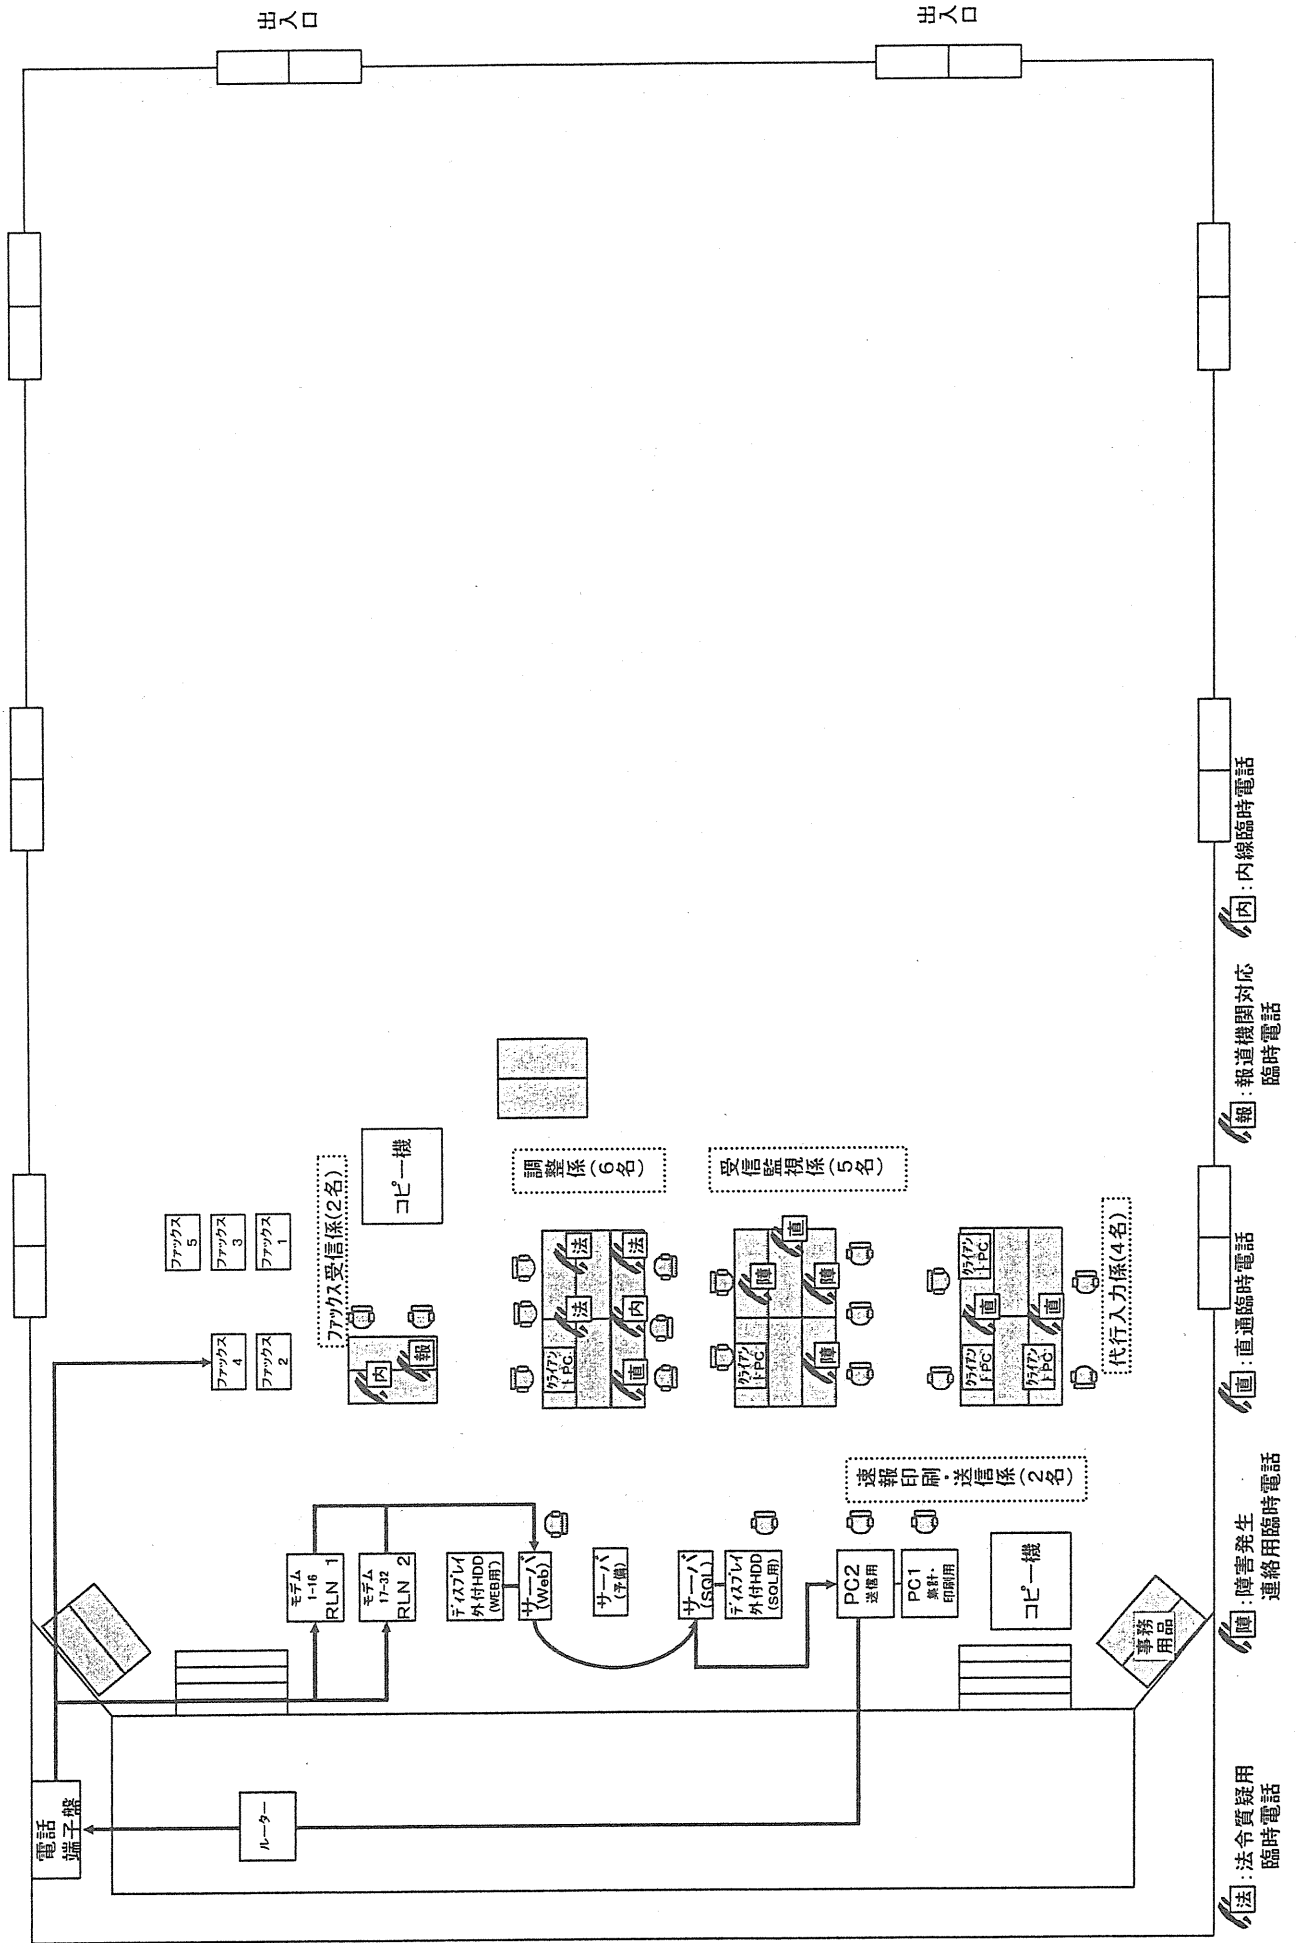 出入口
出入口
電話
端子盤
ルーター
モデム
1-16
RLN 1
モデム
17-32
RLN 2
ディスプレイ
外付HDD
(WEB用)
サーバ
(Web)
サーバ
(予備)
サーバ
(SQL)
ディスプレイ
外付HDD
(SQL用)
PC2
送信用
PC1
集計・
印刷用
コピー機
事務
用品
速報
印刷・送信係(2名)
ファックス
4
ファックス
2
ファックス
5
ファックス
3
ファックス
1
ファックス受信係(2名)
内
報
コピー機
調整係(6名)
クライアン
トPC
法
法
直
内
法
受信監視係(5名)
クライアン
トPC
障
直
障
障
代行入力係(4名)
クライアン
トPC
直
クライアン
トPC
クライアン
トPC
直
法:法令質疑用
臨時電話
障:障害発生
連絡用臨時電話
直:直通臨時電話
報:報道機関対応
臨時電話
内:内線臨時電話